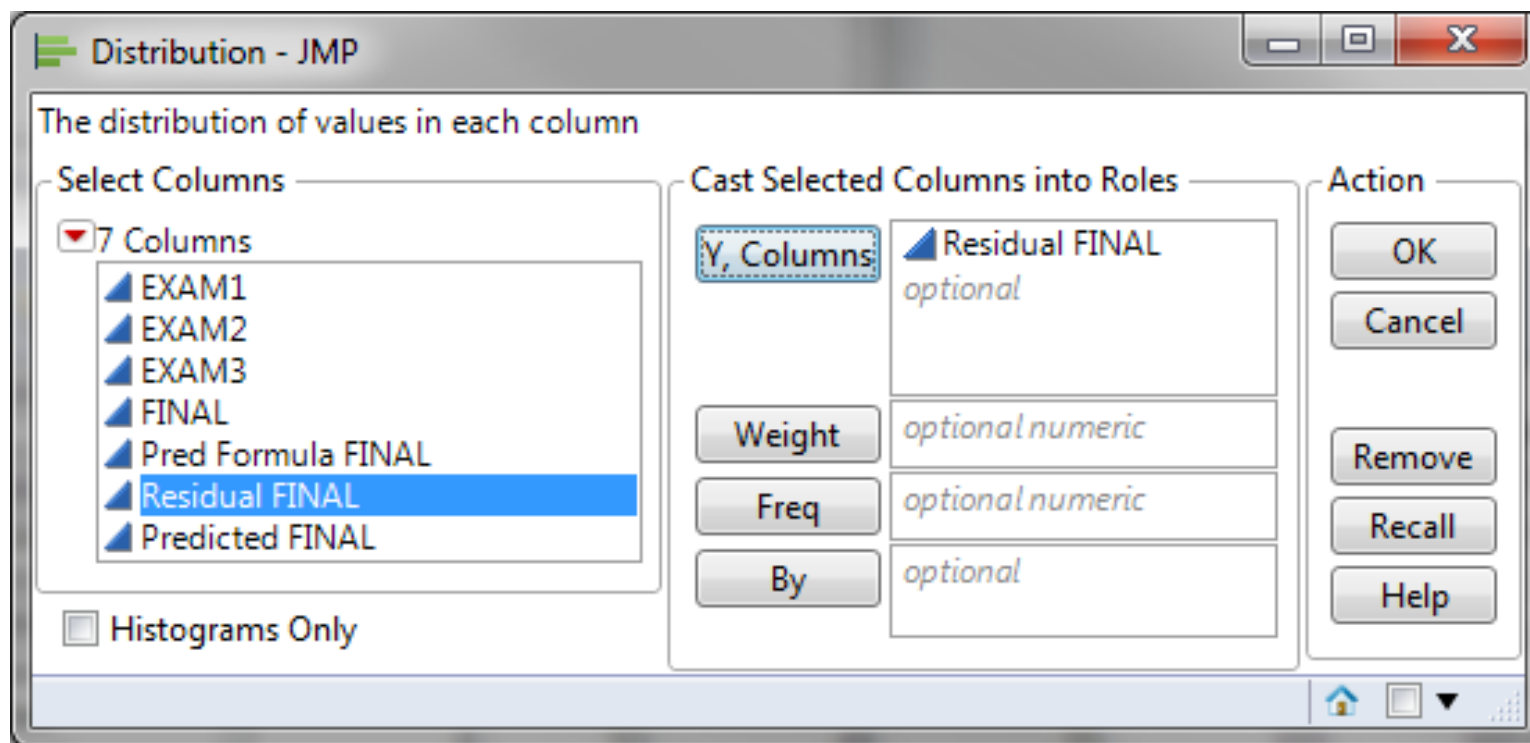 Distribution - JMP
The distribution of values in each column
Select Columns
7 Columns
EXAM1
EXAM2
EXAM3
FINAL
Pred Formula FINAL
Residual FINAL
Predicted FINAL
Histograms Only
Cast Selected Columns into Roles
Y, Columns
Residual FINAL
optional
Weight
optional numeric
Freq
optional numeric
By
optional
Action
OK
Cancel
Remove
Recall
Help